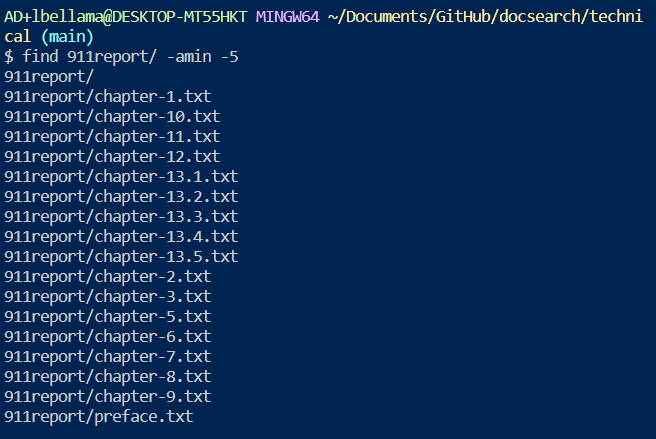 AD+lbellama@DESKTOP-MT55HKT MINGW64 ~/Documents/GitHub/docsearch/techni
cal (main)
$ find 911report/ -amin -5
911report/
911report/chapter-1.txt
911report/chapter-10.txt
911report/chapter-11.txt
911report/chapter-12.txt
911report/chapter-13.1.txt
911report/chapter-13.2.txt
911report/chapter-13.3.txt
911report/chapter-13.4.txt
911report/chapter-13.5.txt
911report/chapter-2.txt
911report/chapter-3.txt
911report/chapter-5.txt
911report/chapter-6.txt
911report/chapter-7.txt
911report/chapter-8.txt
911report/chapter-9.txt
911report/preface.txt